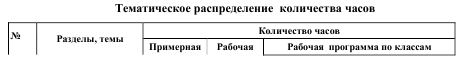 Тематическое распределение количества часов
№ Разделы, темы Количество часов
Примерная Рабочая Рабочая программа по классам